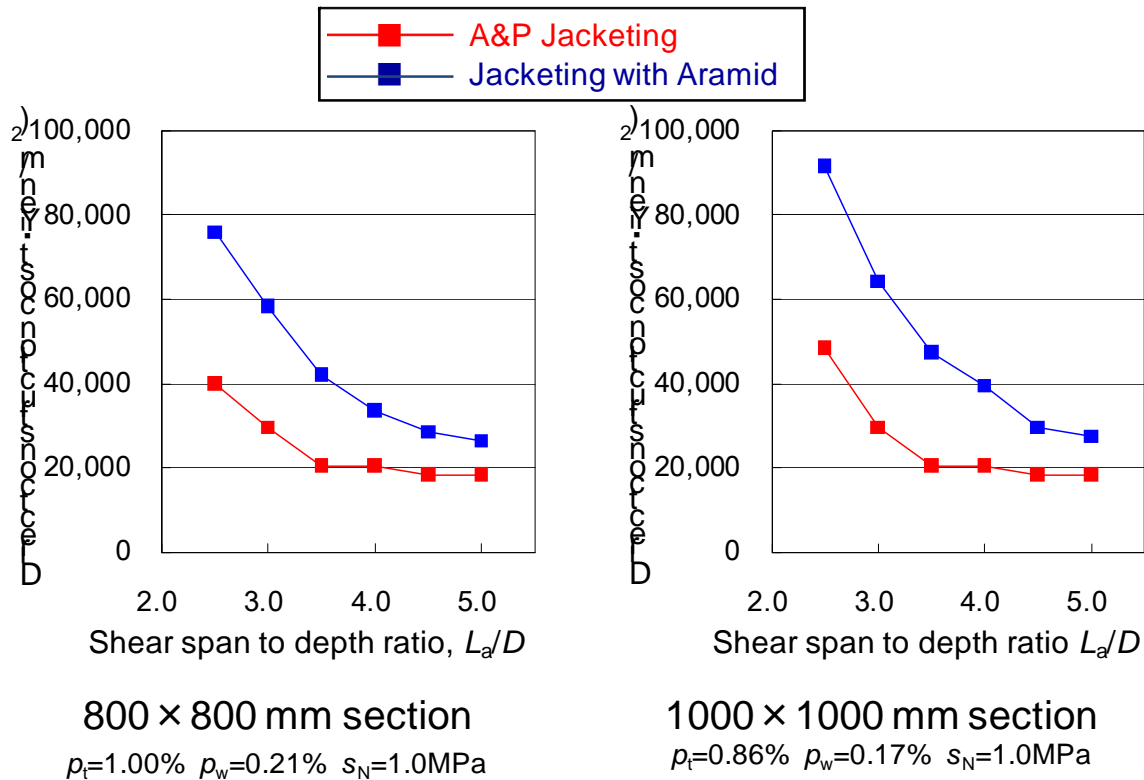 A&P Jacketing
Jacketing with Aramid
100,000
80,000
60,000
40,000
20,000
0
2.0 3.0 4.0 5.0
Shear span to depth ratio, Lₐ/D
800 × 800 mm section
pₜ=1.00% p_w=0.21% s_N=1.0MPa
100,000
80,000
60,000
40,000
20,000
0
2.0 3.0 4.0 5.0
Shear span to depth ratio Lₐ/D
1000 × 1000 mm section
pₜ=0.86% p_w=0.17% s_N=1.0MPa